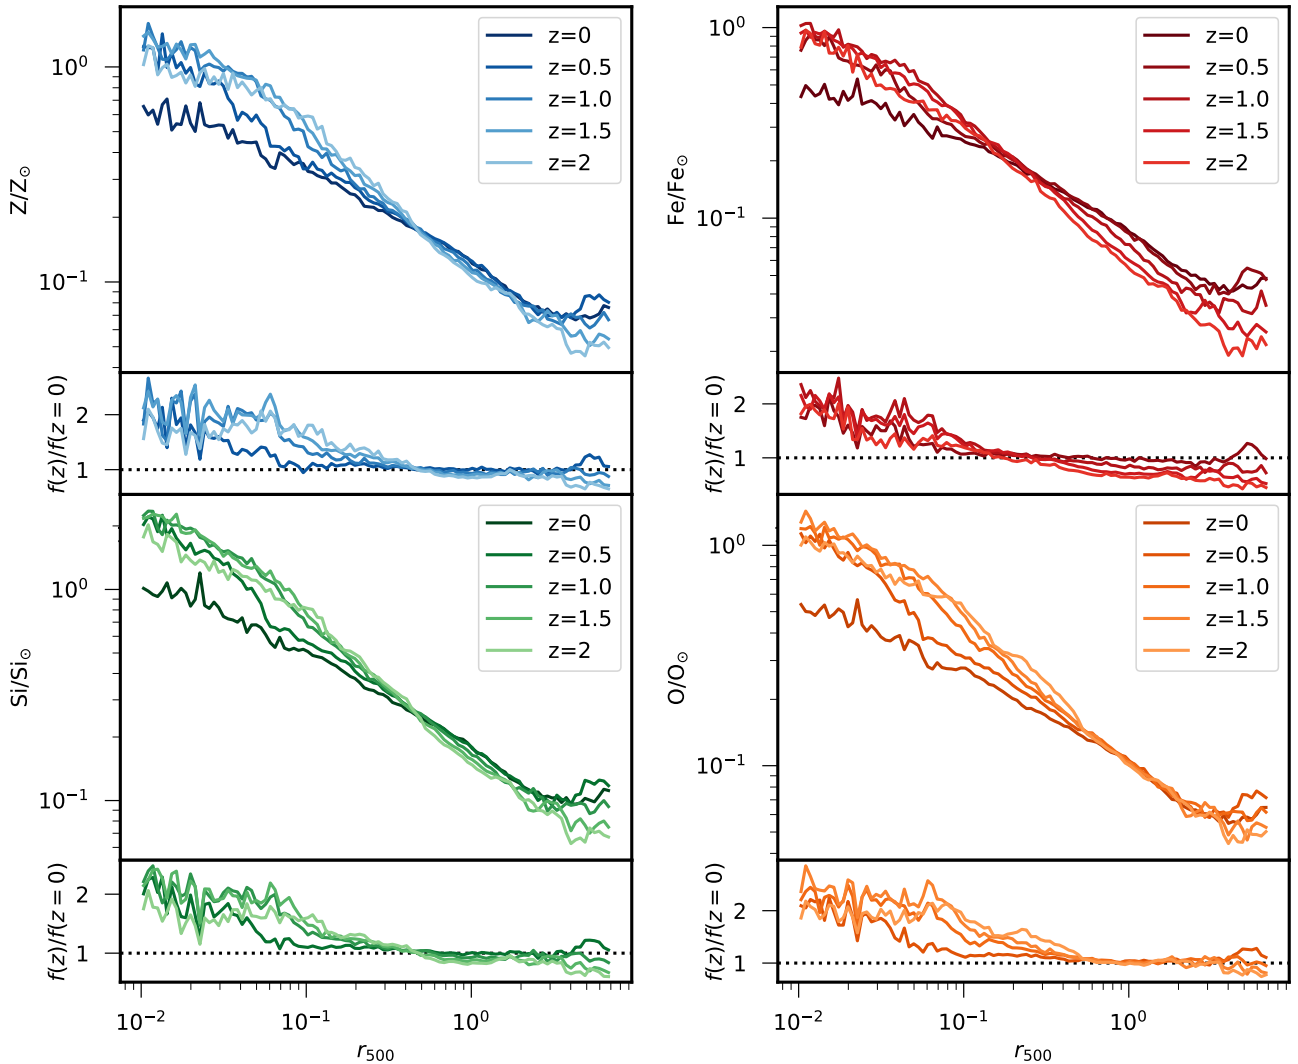 Z/Z⊙
10⁰
10⁻¹
z=0
z=0.5
z=1.0
z=1.5
z=2
f(z)/f(z = 0)
2
1
Fe/Fe⊙
10⁰
10⁻¹
z=0
z=0.5
z=1.0
z=1.5
z=2
f(z)/f(z = 0)
2
1
Si/Si⊙
10⁰
10⁻¹
z=0
z=0.5
z=1.0
z=1.5
z=2
f(z)/f(z = 0)
2
1
10⁻² 10⁻¹ 10⁰
r₅₀₀
O/O⊙
10⁰
10⁻¹
z=0
z=0.5
z=1.0
z=1.5
z=2
f(z)/f(z = 0)
2
1
10⁻² 10⁻¹ 10⁰
r₅₀₀